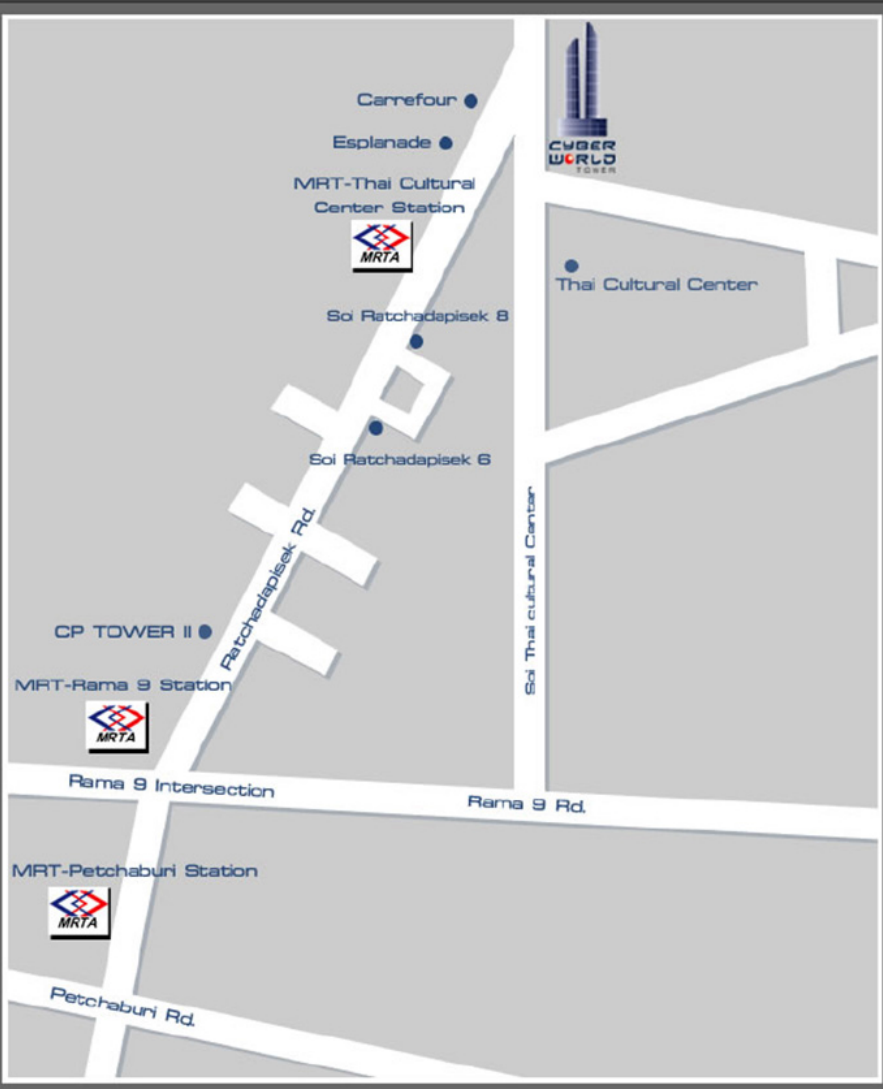 Carrefour
Esplanade
MRT-Thai Cultural
Center Station
MRTA
CYBER
WORLD
TOWER
Thai Cultural Center
Soi Ratchadapisek 8
Soi Ratchadapisek 6
Soi Thai cultural Center
Ratchadapisek Rd.
CP TOWER II
MRT-Rama 9 Station
MRTA
Rama 9 Intersection
Rama 9 Rd.
MRT-Petchaburi Station
MRTA
Petchaburi Rd.